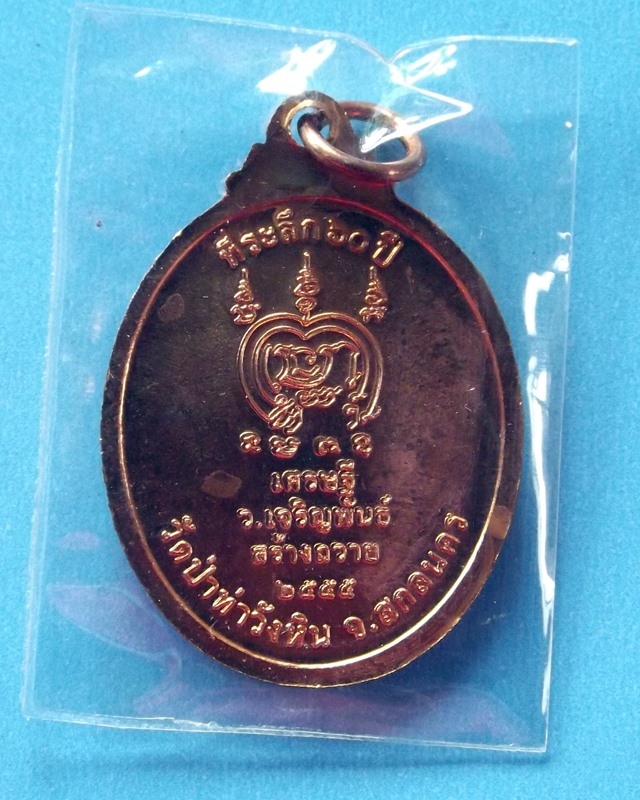 ที่ระลึก๖๐ปี
เศรษฐี
ว.เจริญพันธ์
สร้างถวาย
๒๕๕๕
วัดป่าท่าวังหิน จ.สกลนคร